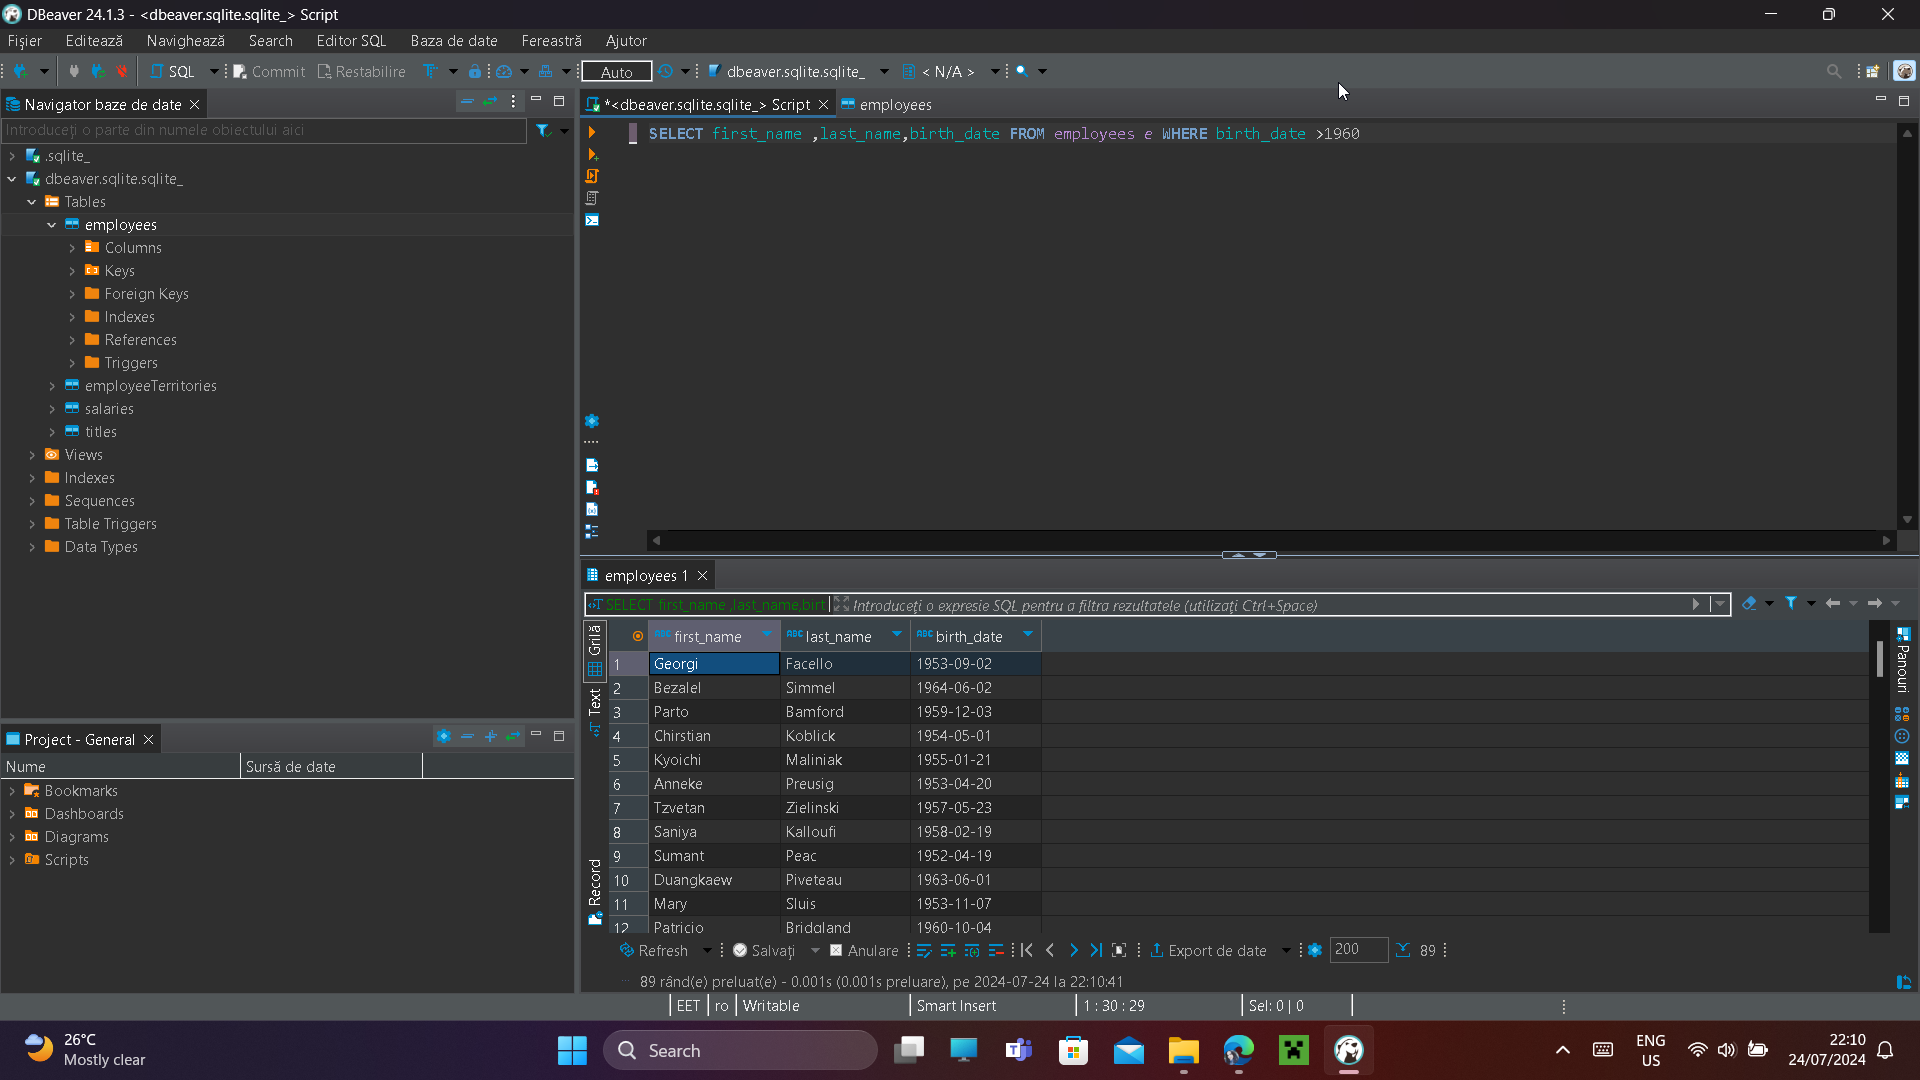 DBeaver 24.1.3 - <dbeaver.sqlite.sqlite_> Script
Fișier Editează Navighează Search Editor SQL Baza de date Fereastră Ajutor
SQL Commit Restabilire Auto dbeaver.sqlite.sqlite_ < N/A >
Navigator baze de date
Introduceți o parte din numele obiectului aici
.sqlite_
dbeaver.sqlite.sqlite_
Tables
employees
Columns
Keys
Foreign Keys
Indexes
References
Triggers
employeeTerritories
salaries
titles
Views
Indexes
Sequences
Table Triggers
Data Types
Project - General
Nume Sursă de date
Bookmarks
Dashboards
Diagrams
Scripts
*<dbeaver.sqlite.sqlite_> Script employees
SELECT first_name ,last_name,birth_date FROM employees e WHERE birth_date >1960
employees 1
SELECT first_name ,last_name,birt Introduceți o expresie SQL pentru a filtra rezultatele (utilizați Ctrl+Space)
Grilă
Text
Record
Panouri
ABC first_name ABC last_name ABC birth_date
1 Georgi Facello 1953-09-02
2 Bezalel Simmel 1964-06-02
3 Parto Bamford 1959-12-03
4 Chirstian Koblick 1954-05-01
5 Kyoichi Maliniak 1955-01-21
6 Anneke Preusig 1953-04-20
7 Tzvetan Zielinski 1957-05-23
8 Saniya Kalloufi 1958-02-19
9 Sumant Peac 1952-04-19
10 Duangkaew Piveteau 1963-06-01
11 Mary Sluis 1953-11-07
12 Patricio Bridgland 1960-10-04
Refresh Salvați Anulare Export de date 200 89
89 rând(e) preluat(e) - 0.001s (0.001s preluare), pe 2024-07-24 la 22:10:41
EET ro Writable Smart Insert 1 : 30 : 29 Sel: 0 | 0
26°C
Mostly clear
Search
ENG
US
22:10
24/07/2024